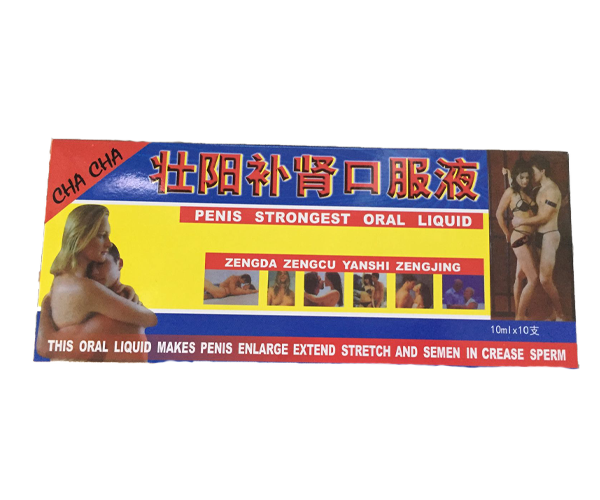 CHA CHA
壮阳补肾口服液
PENIS STRONGEST ORAL LIQUID
ZENGDA ZENGCU YANSHI ZENGJING
10ml×10支
THIS ORAL LIQUID MAKES PENIS ENLARGE EXTEND STRETCH AND SEMEN IN CREASE SPERM